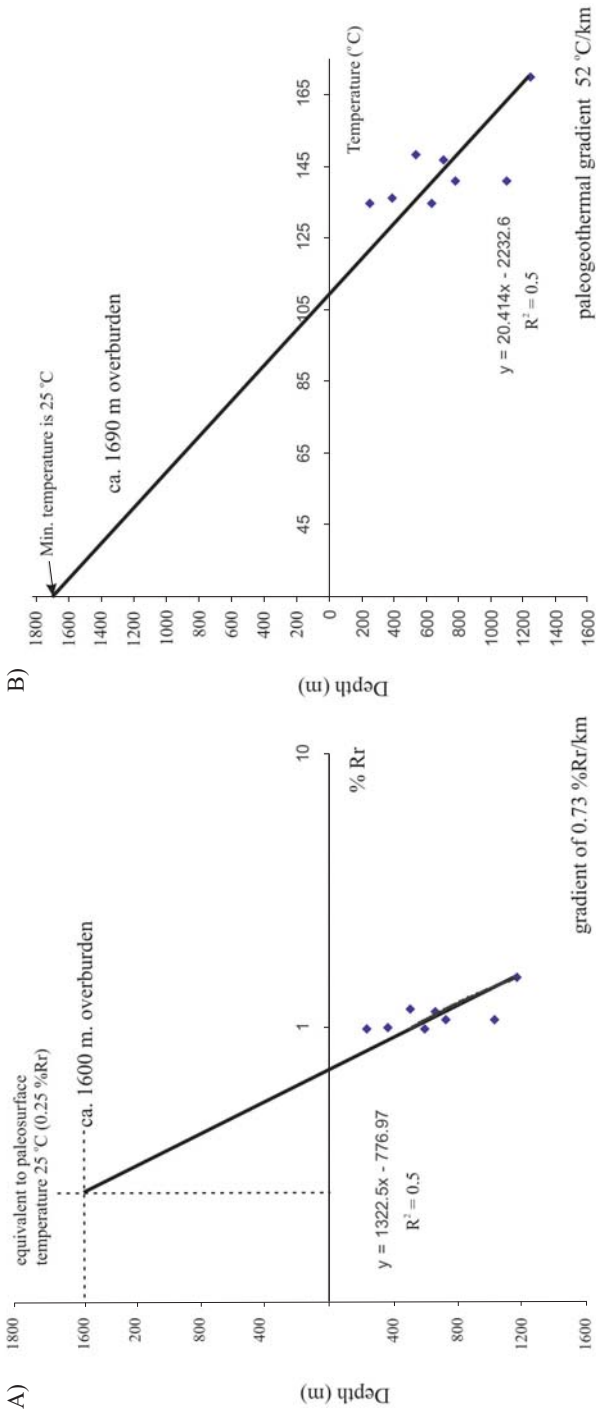 A)
equivalent to paleosurface
temperature 25 °C (0.25 %Rr)
ca. 1600 m. overburden
1800
1600
200
400
400
800
1200
1600
Depth (m)
1
10
% Rr
y = 1322.5x - 776.97
R² = 0.5
gradient of 0.73 %Rr/km
B)
Min. temperature is 25 °C
ca. 1690 m overburden
1800
1600
1400
1200
1000
800
600
400
200
0
200
400
600
800
1000
1200
1400
1600
Depth (m)
45
65
85
105
125
145
165
Temperature (°C)
y = 20.414x - 2232.6
R² = 0.5
paleogeothermal gradient 52 °C/km